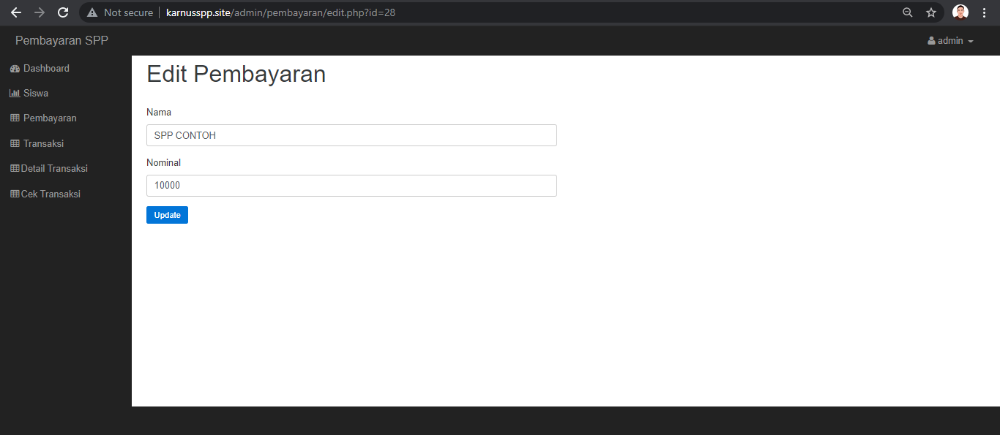 Not secure karnusspp.site/admin/pembayaran/edit.php?id=28
Pembayaran SPP
admin
Dashboard
Siswa
Pembayaran
Transaksi
Detail Transaksi
Cek Transaksi
Edit Pembayaran
Nama
SPP CONTOH
Nominal
10000
Update